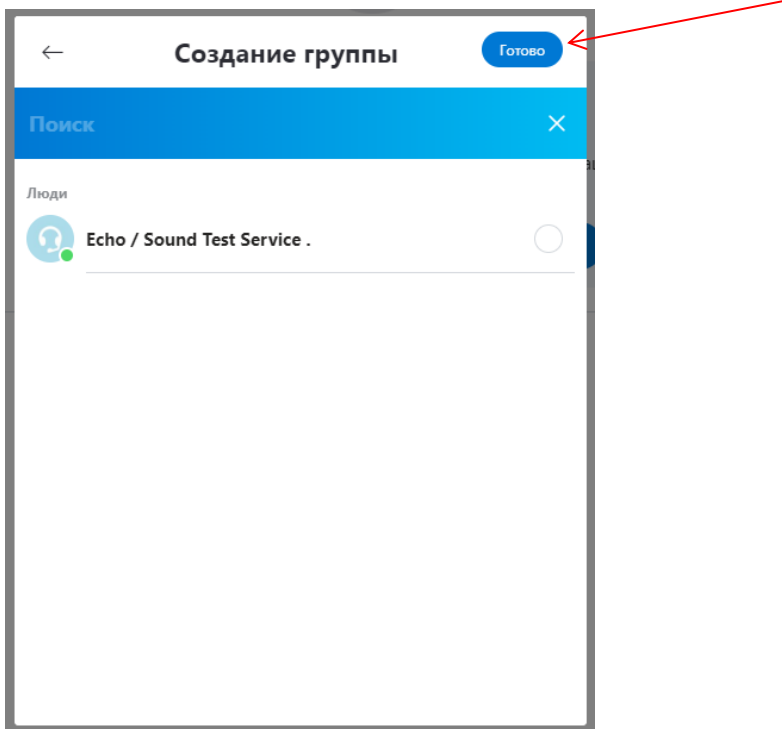 Создание группы
Готово
Поиск
Люди
Echo / Sound Test Service .